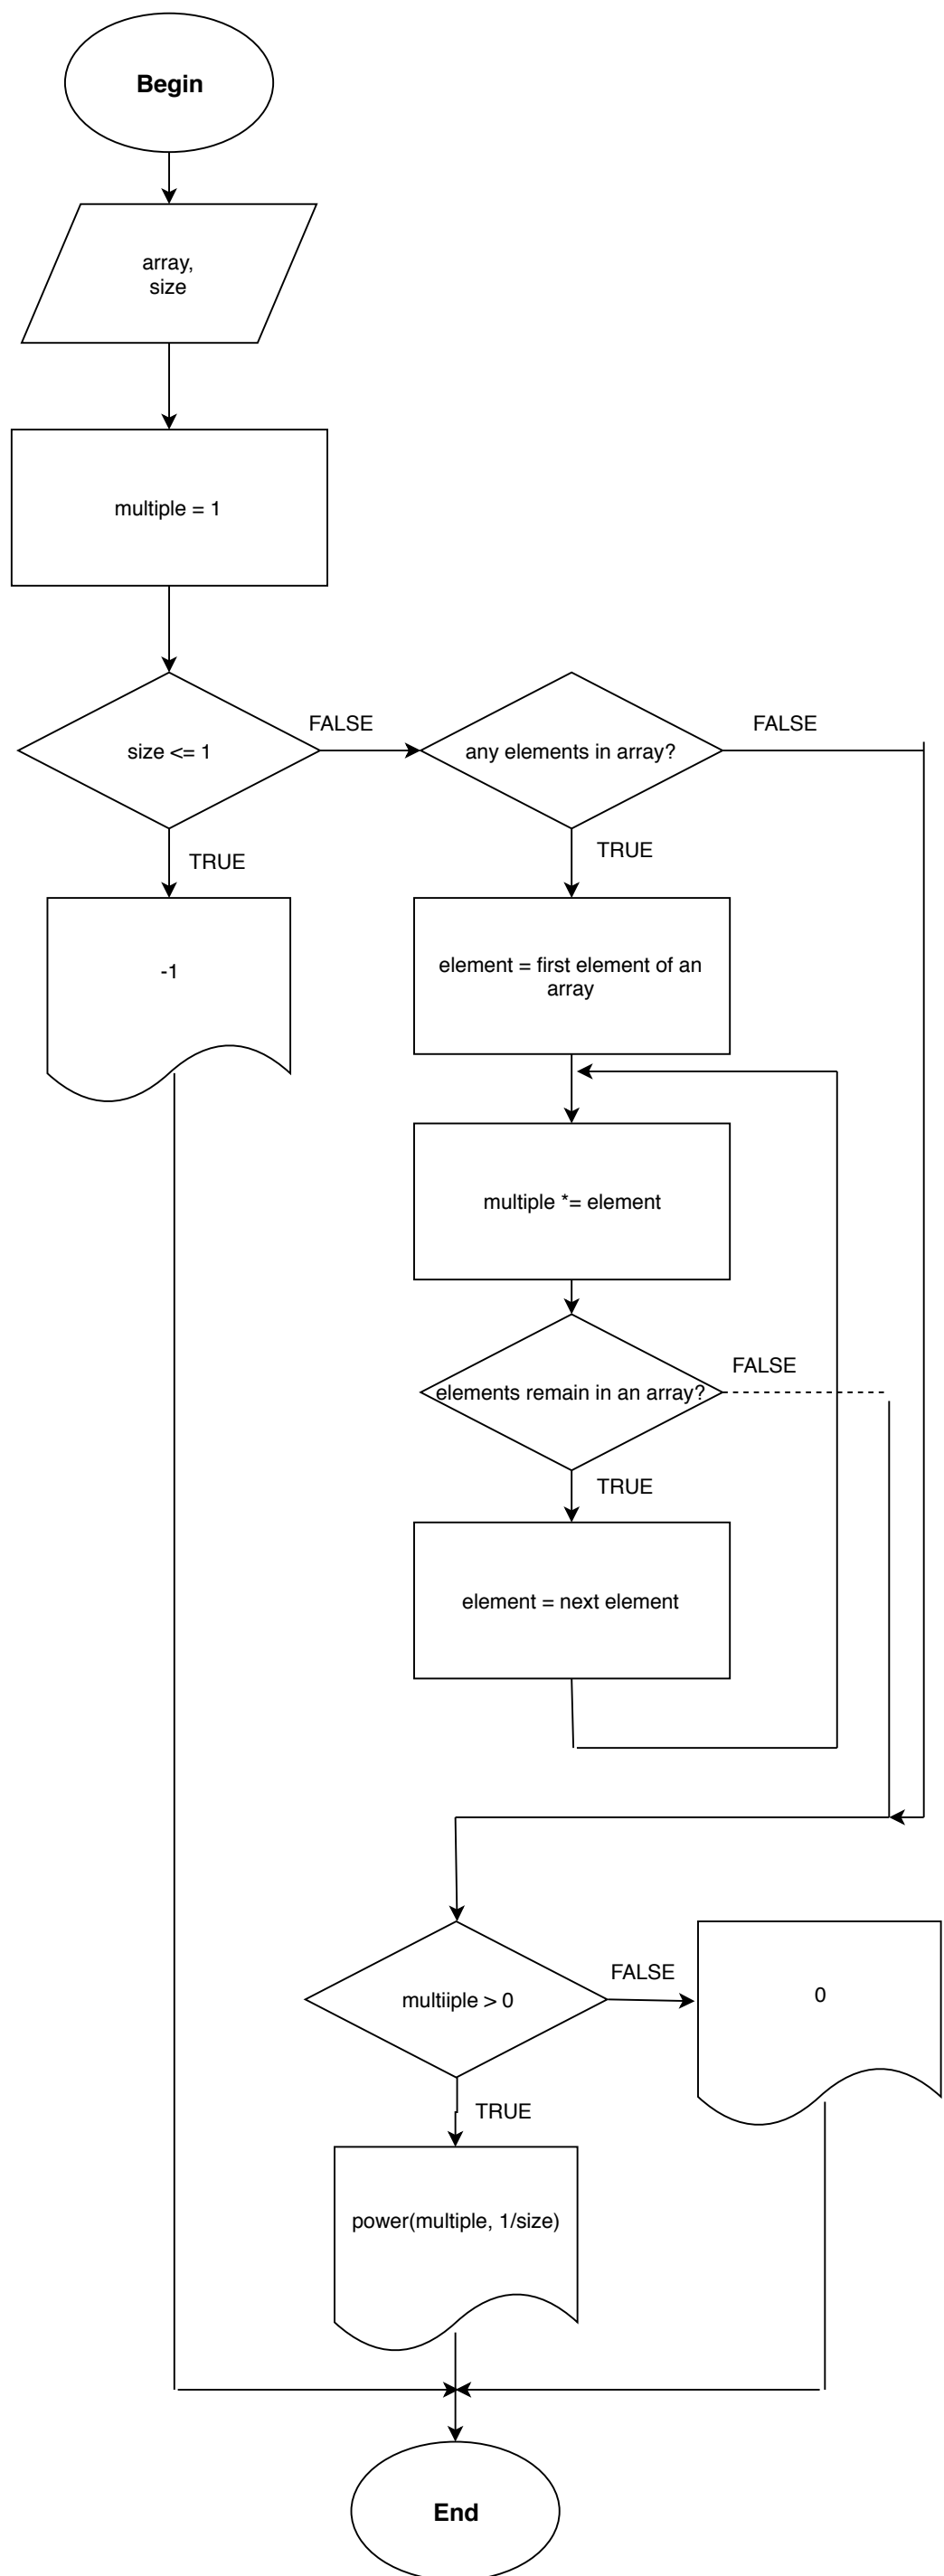 Begin
array,
size
multiple = 1
size <= 1
FALSE
any elements in array?
FALSE
TRUE
TRUE
-1
element = first element of an
array
multiple *= element
FALSE
elements remain in an array?
TRUE
element = next element
multiiple > 0
FALSE
0
TRUE
power(multiple, 1/size)
End